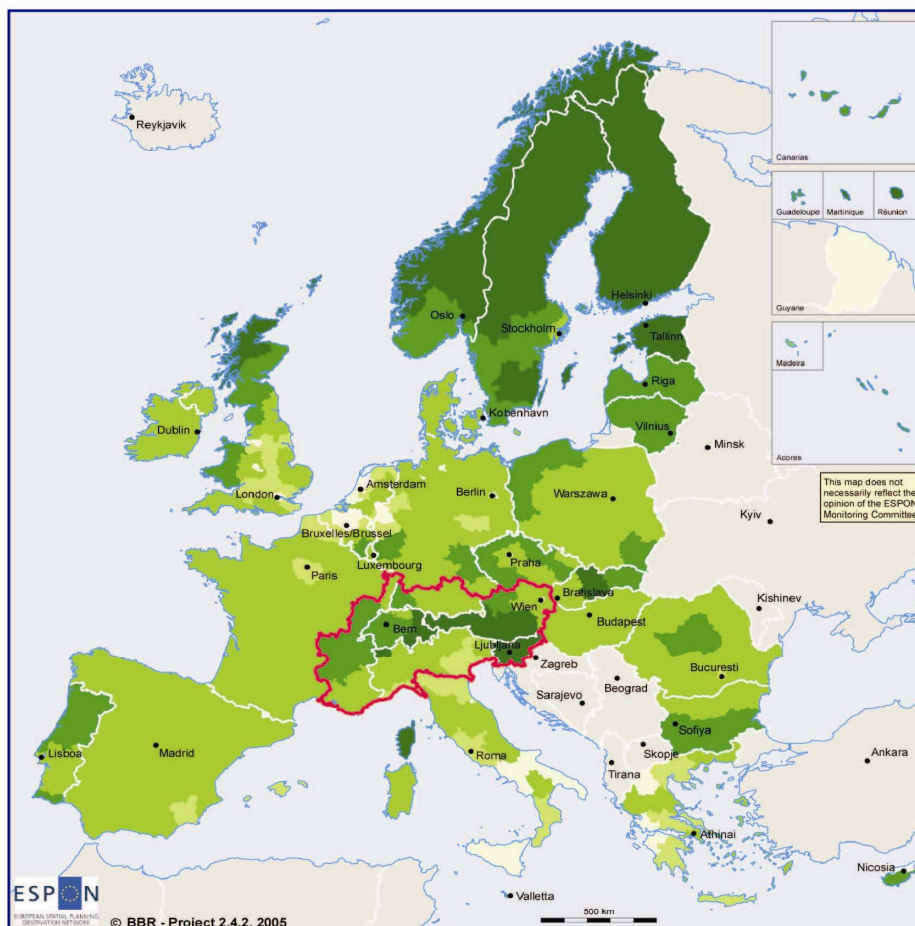 Reykjavik
Canarias
Guadeloupe
Martinique
Réunion
Guyane
Helsinki
Oslo
Stockholm
Tallinn
Madeira
Riga
Kobenhavn
Dublin
Vilnius
Minsk
Acores
London
Amsterdam
Berlin
Warszawa
This map does not
necessarily reflect the
opinion of the ESPON
Monitoring Committee
Kyiv
Bruxelles/Brussel
Luxembourg
Praha
Paris
Bratislava
Wien
Kishinev
Bern
Budapest
Ljubljana
Zagreb
Bucuresti
Beograd
Sarajevo
Sofiya
Lisboa
Madrid
Roma
Skopje
Tirana
Ankara
Athinai
Nicosia
Valletta
ESPON
EUROPEAN SPATIAL PLANNING
OBSERVATION NETWORK
© BBR - Project 2.4.2, 2005
500 km